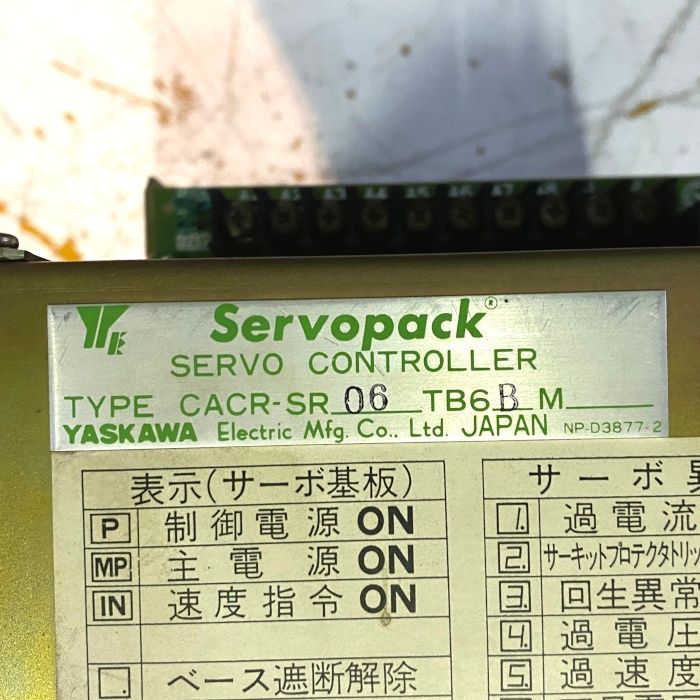 Servopack®
SERVO CONTROLLER
TYPE CACR-SR 06 TB6 B M
YASKAWA Electric Mfg. Co., Ltd. JAPAN NP-D3877-2
表示(サーボ基板)
P 制御電源 ON
MP 主電源 ON
IN 速度指令 ON
ベース遮断解除
サーボ異
1. 過電流
2. サーキットプロテクタトリッ
3. 回生異常
4. 過電圧
5. 過速度